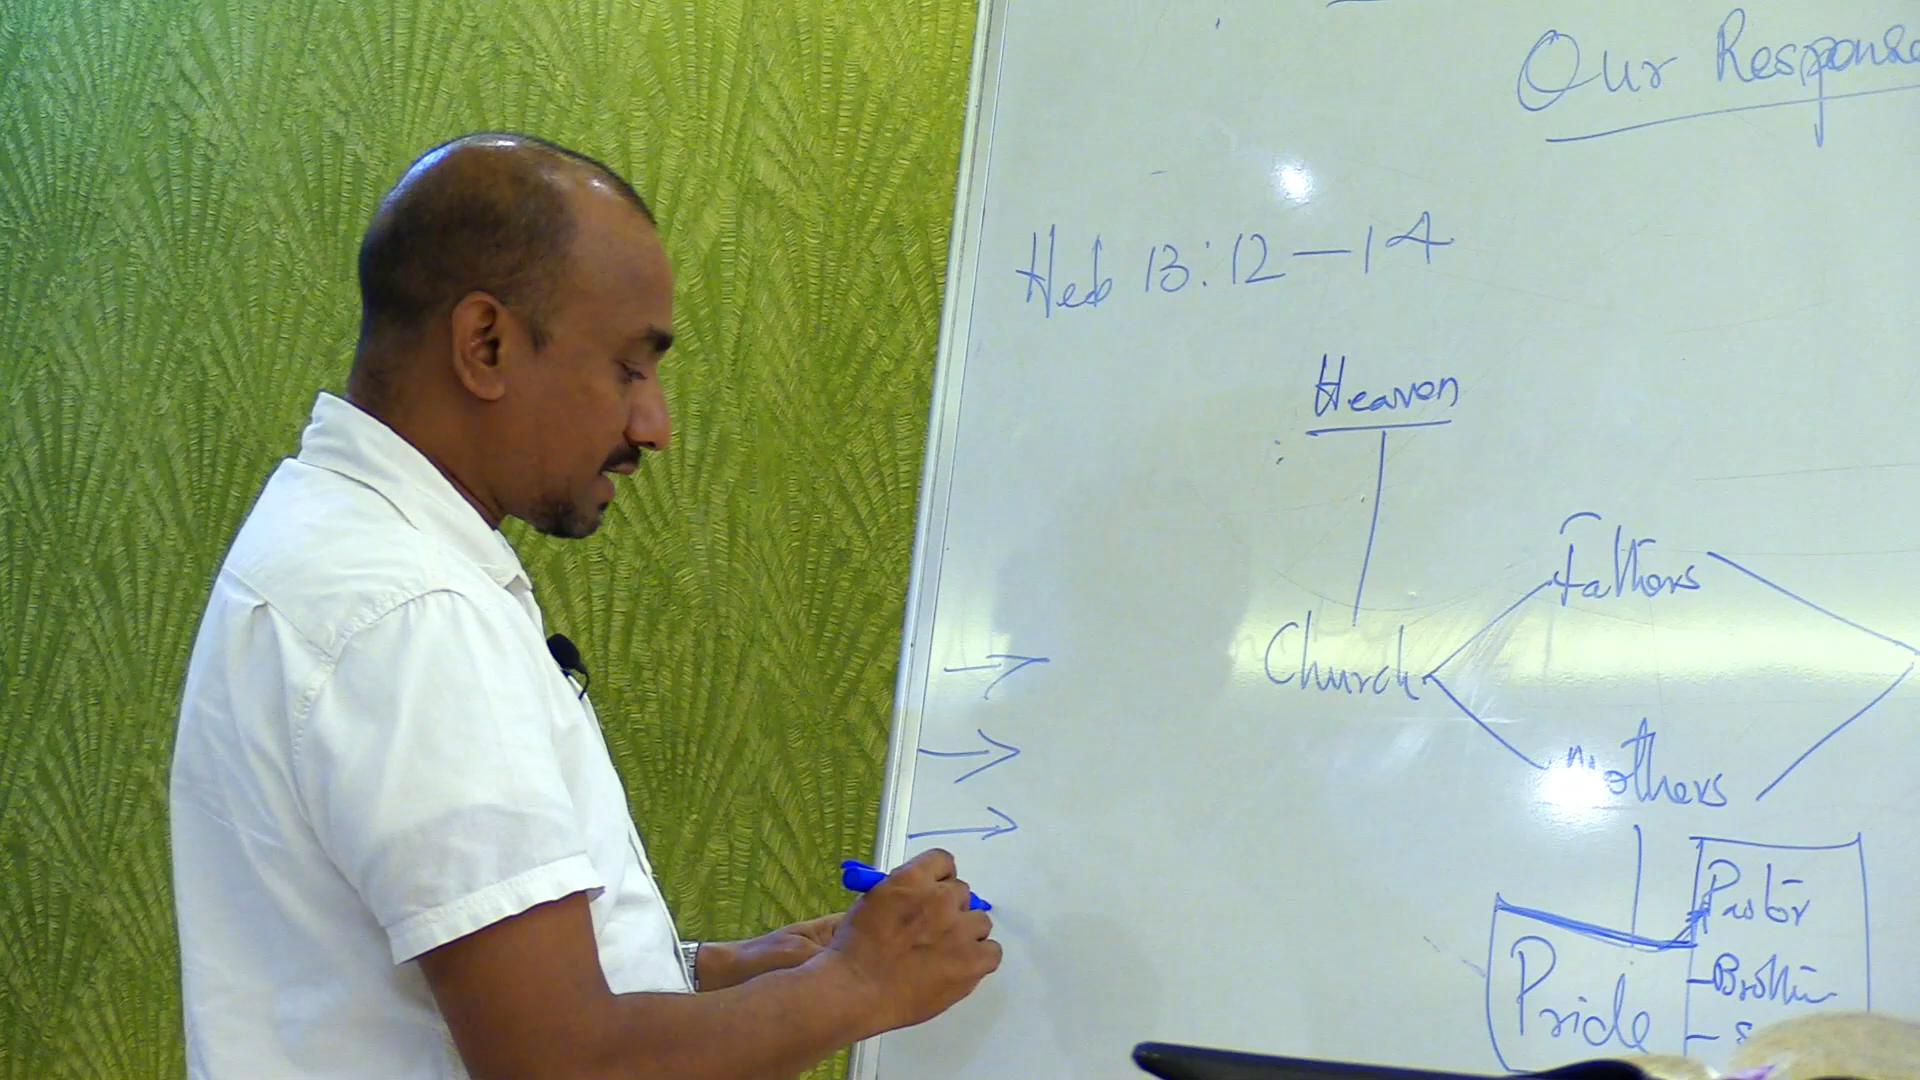 Our Response
Heb 13:12-14
Heaven
Church
Fathers
Mothers
Pastor
Pride
- Brother